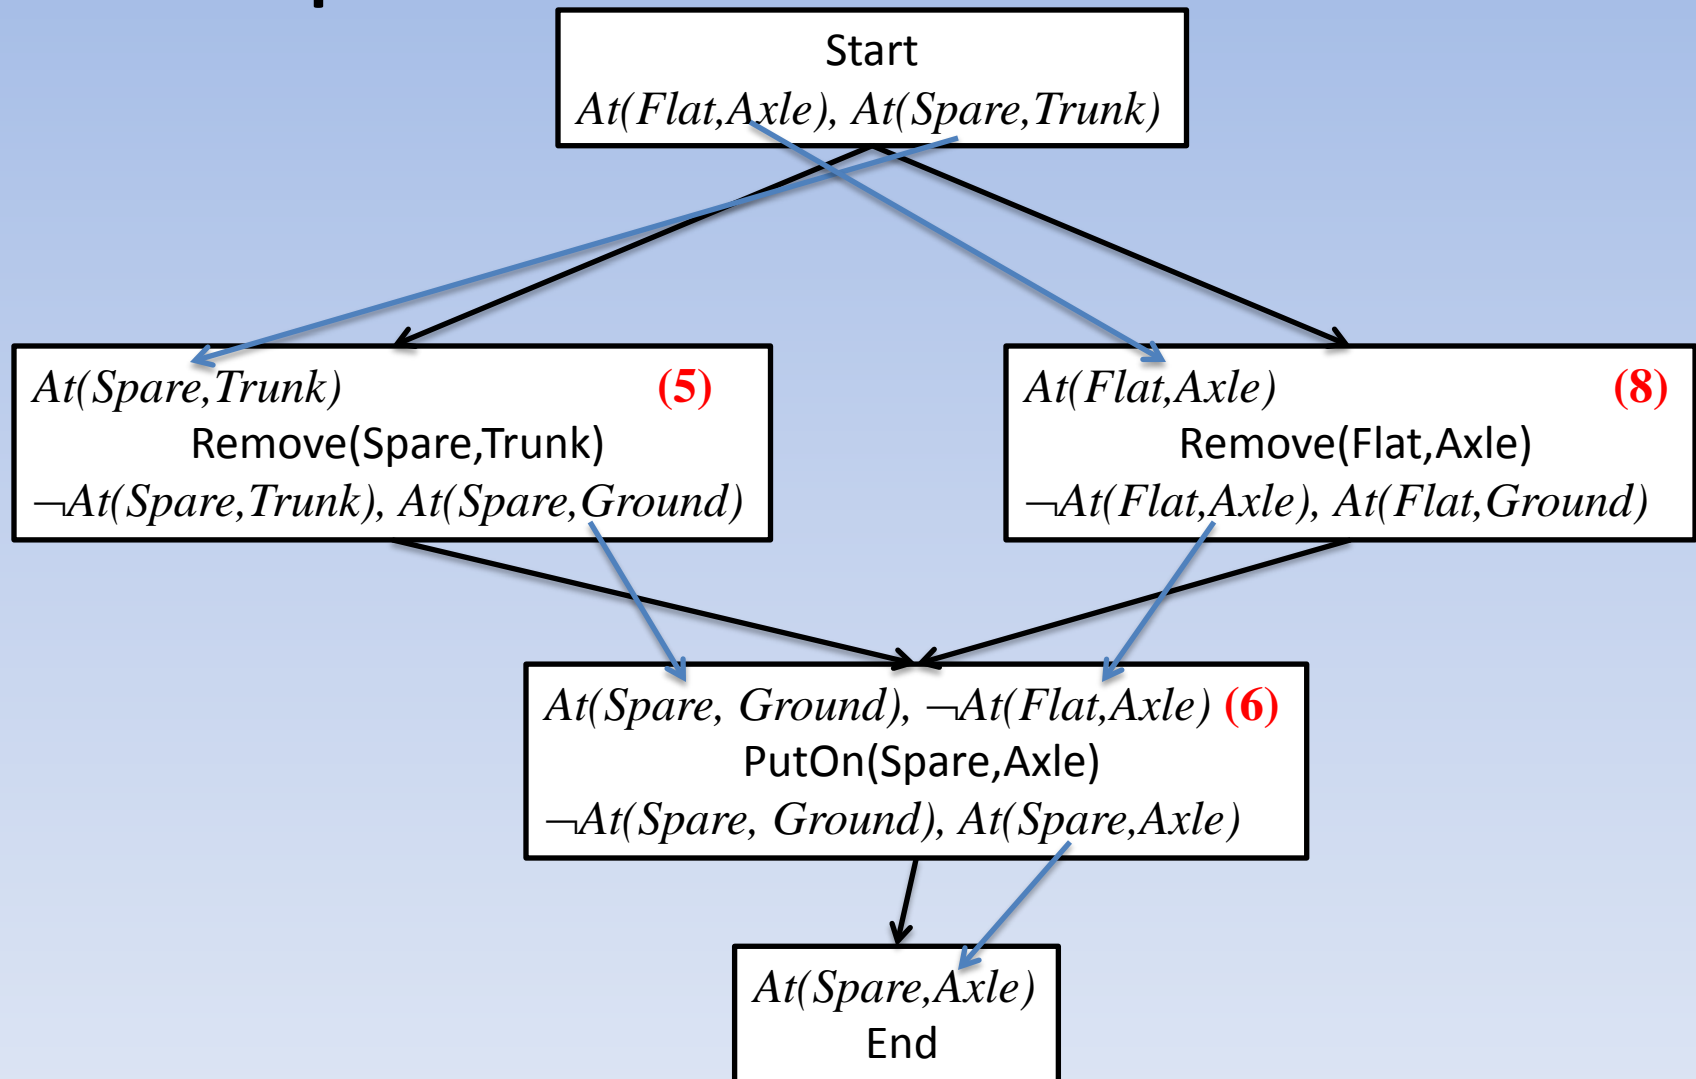 Start
At(Flat,Axle), At(Spare,Trunk)
At(Spare,Trunk) (5)
Remove(Spare,Trunk)
¬At(Spare,Trunk), At(Spare,Ground)
At(Flat,Axle) (8)
Remove(Flat,Axle)
¬At(Flat,Axle), At(Flat,Ground)
At(Spare, Ground), ¬At(Flat,Axle) (6)
PutOn(Spare,Axle)
¬At(Spare, Ground), At(Spare,Axle)
At(Spare,Axle)
End